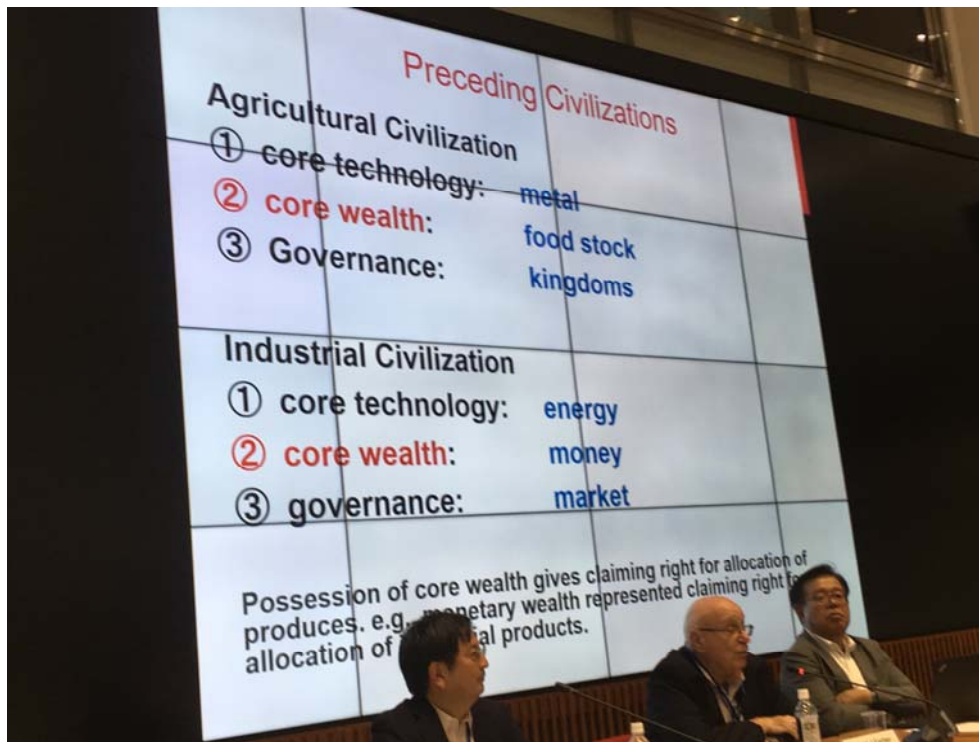 Preceding Civilizations
Agricultural Civilization
① core technology: metal
② core wealth: food stock
③ Governance: kingdoms
Industrial Civilization
① core technology: energy
② core wealth: money
③ governance: market
Possession of core wealth gives claiming right for allocation of
produces. e.g. monetary wealth represented claiming right
allocation of products.